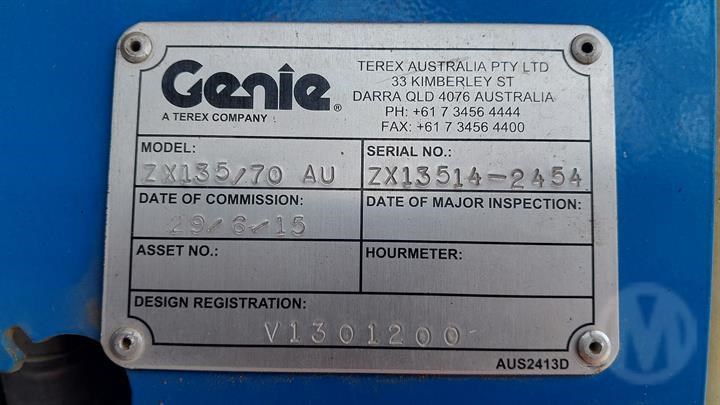 Genie®
A TEREX COMPANY
TEREX AUSTRALIA PTY LTD
33 KIMBERLEY ST
DARRA QLD 4076 AUSTRALIA
PH: +61 7 3456 4444
FAX: +61 7 3456 4400
MODEL:
ZX135/70 AU
SERIAL NO.:
ZX13514-2454
DATE OF COMMISSION:
29/6/15
DATE OF MAJOR INSPECTION:
ASSET NO.:
HOURMETER:
DESIGN REGISTRATION:
V1301200
AUS2413D
M